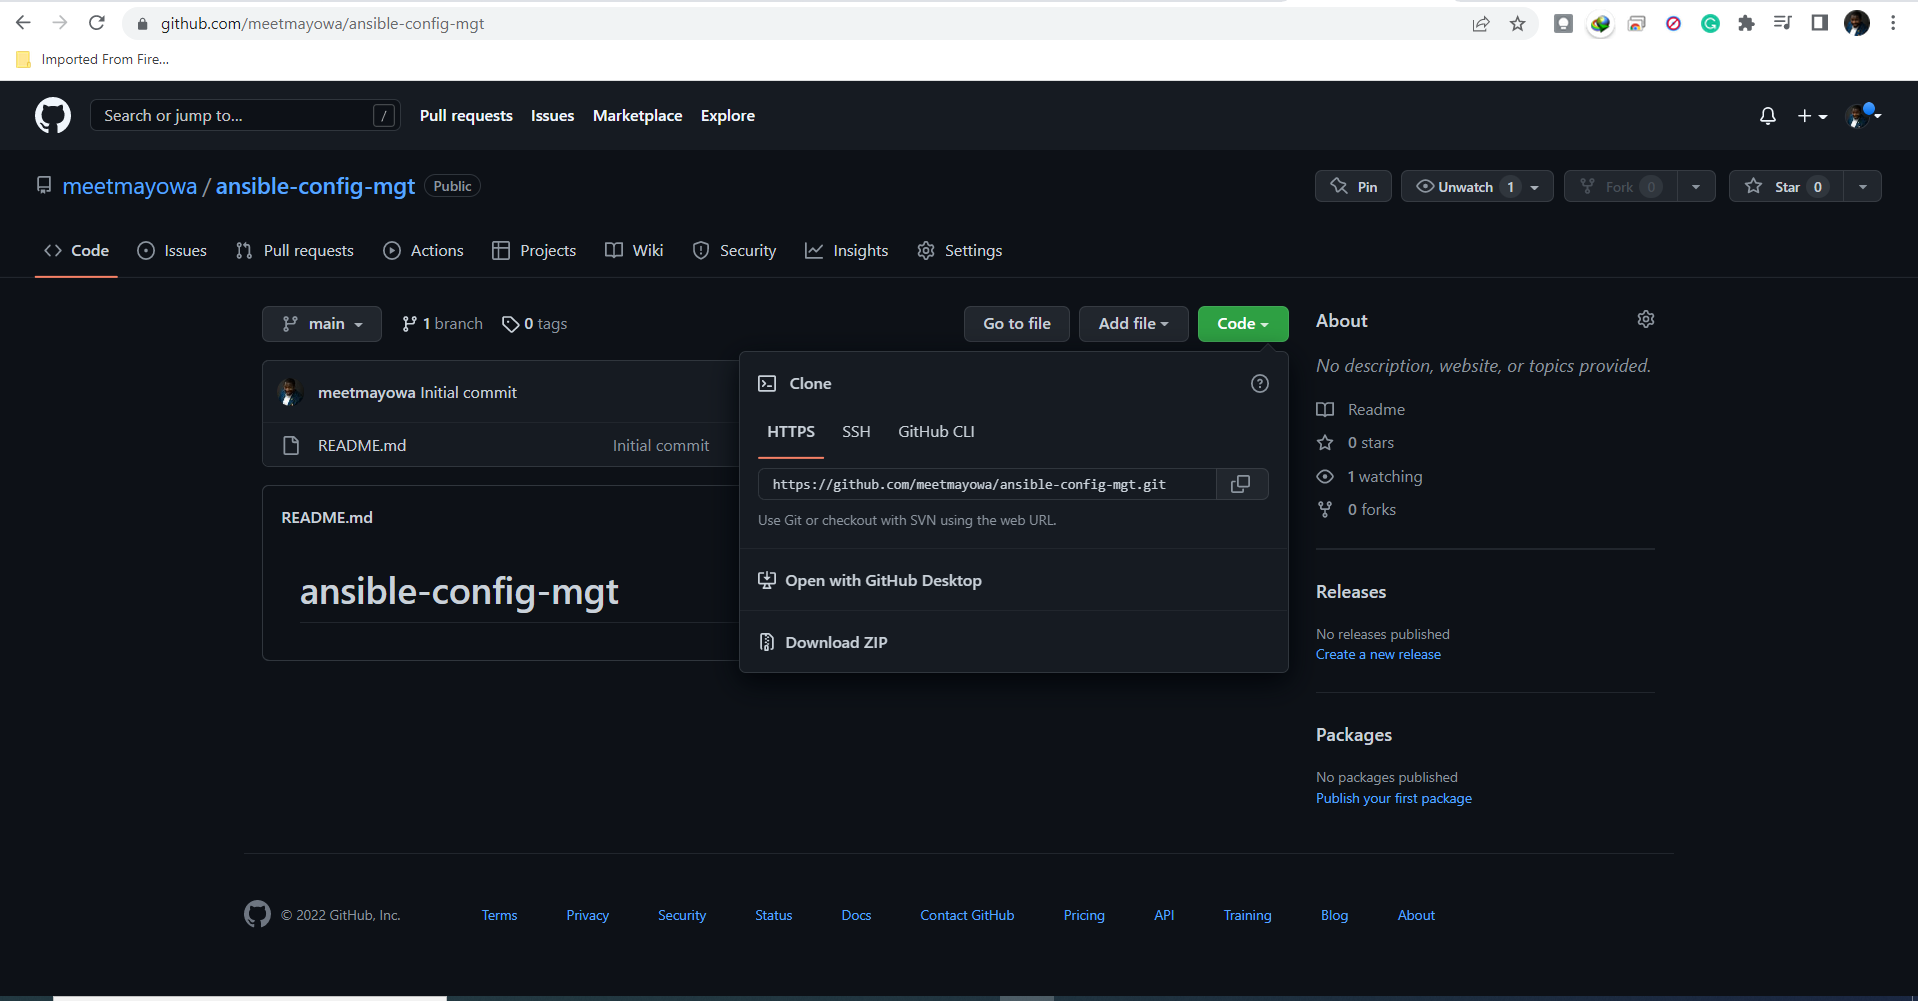 github.com/meetmayowa/ansible-config-mgt
Imported From Fire...
Search or jump to... /
Pull requests Issues Marketplace Explore
meetmayowa / ansible-config-mgt Public
Pin Unwatch 1 Fork 0 Star 0
Code Issues Pull requests Actions Projects Wiki Security Insights Settings
main 1 branch 0 tags Go to file Add file Code
meetmayowa Initial commit
README.md Initial commit
README.md
ansible-config-mgt
Clone
HTTPS SSH GitHub CLI
https://github.com/meetmayowa/ansible-config-mgt.git
Use Git or checkout with SVN using the web URL.
Open with GitHub Desktop
Download ZIP
About
No description, website, or topics provided.
Readme
0 stars
1 watching
0 forks
Releases
No releases published
Create a new release
Packages
No packages published
Publish your first package
© 2022 GitHub, Inc. Terms Privacy Security Status Docs Contact GitHub Pricing API Training Blog About